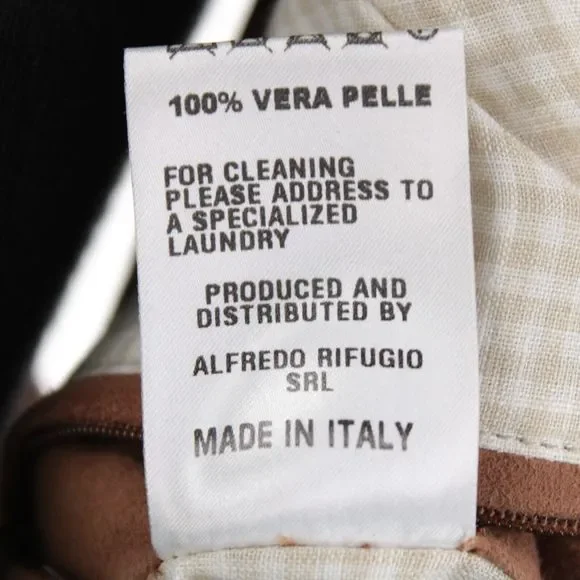 100% VERA PELLE
FOR CLEANING
PLEASE ADDRESS TO
A SPECIALIZED
LAUNDRY
PRODUCED AND
DISTRIBUTED BY
ALFREDO RIFUGIO
SRL
MADE IN ITALY